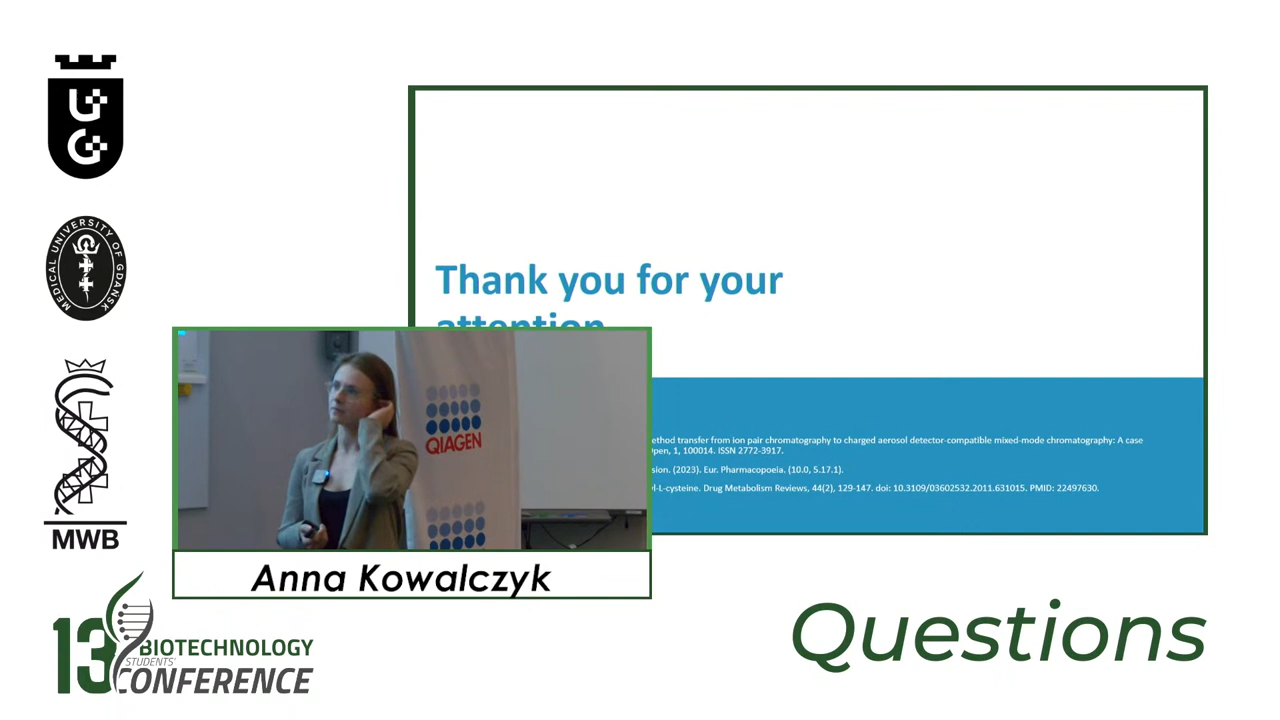 UG
MEDICAL UNIVERSITY OF GDANSK
MWB
13
BIOTECHNOLOGY
STUDENTS'
CONFERENCE
Thank you for your
attention
ethod transfer from ion pair chromatography to charged aerosol detector-compatible mixed-mode chromatography: A case
pen, 1, 100014. ISSN 2772-3917.
sion. (2023). Eur. Pharmacopoeia. (10.0, 5.17.1).
yl-L-cysteine. Drug Metabolism Reviews, 44(2), 129-147. doi: 10.3109/03602532.2011.631015. PMID: 22497630.
QIAGEN
Anna Kowalczyk
Questions